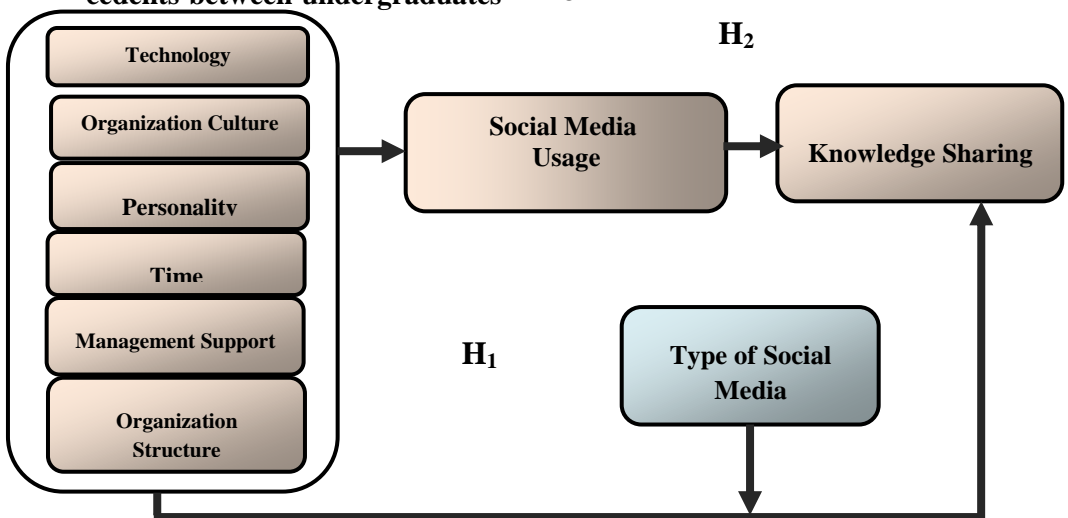 cedents between undergraduates
H₂
Technology
Organization Culture
Personality
Time
Management Support
Organization
Structure
Social Media
Usage
Knowledge Sharing
H₁
Type of Social
Media